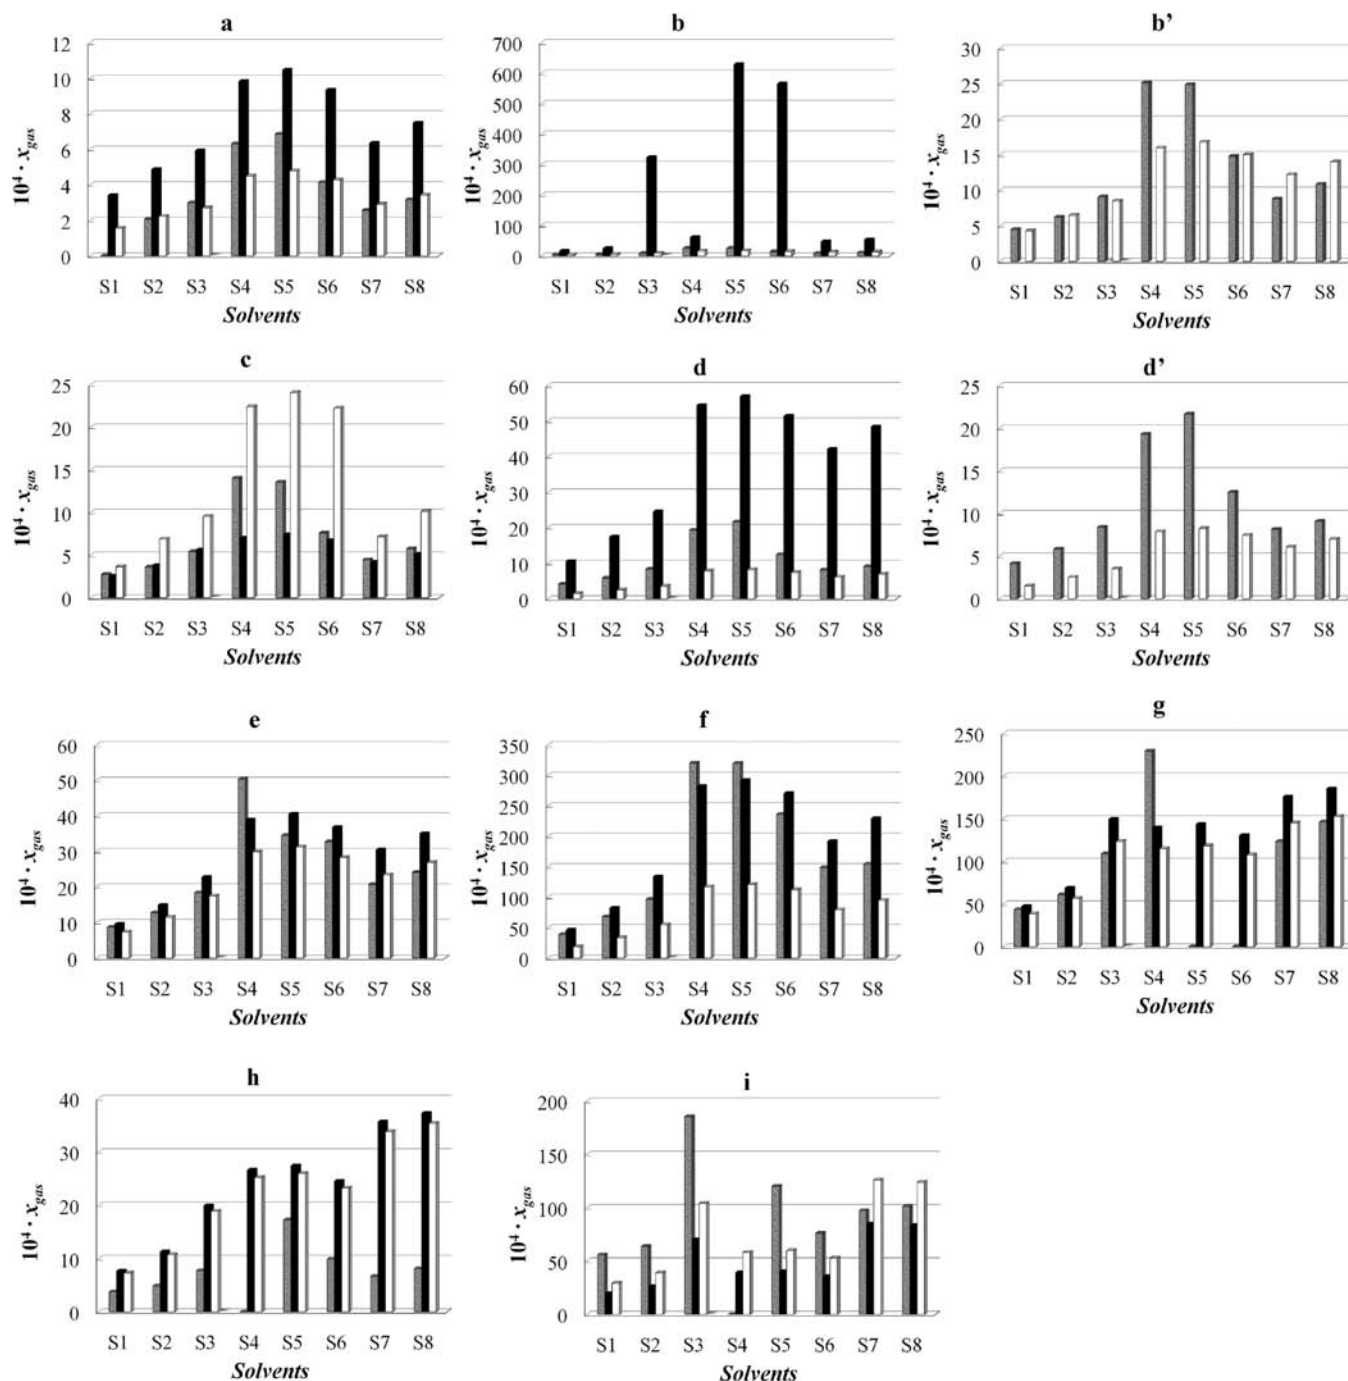 a
12
10
8
6
4
2
0
10⁴ · x_gas
S1 S2 S3 S4 S5 S6 S7 S8
Solvents
b
700
600
500
400
300
200
100
0
10⁴ · x_gas
S1 S2 S3 S4 S5 S6 S7 S8
Solvents
b’
30
25
20
15
10
5
0
10⁴ · x_gas
S1 S2 S3 S4 S5 S6 S7 S8
Solvents
c
25
20
15
10
5
0
10⁴ · x_gas
S1 S2 S3 S4 S5 S6 S7 S8
Solvents
d
60
50
40
30
20
10
0
10⁴ · x_gas
S1 S2 S3 S4 S5 S6 S7 S8
Solvents
d’
25
20
15
10
5
0
10⁴ · x_gas
S1 S2 S3 S4 S5 S6 S7 S8
Solvents
e
60
50
40
30
20
10
0
10⁴ · x_gas
S1 S2 S3 S4 S5 S6 S7 S8
Solvents
f
350
300
250
200
150
100
50
0
10⁴ · x_gas
S1 S2 S3 S4 S5 S6 S7 S8
Solvents
g
250
200
150
100
50
0
10⁴ · x_gas
S1 S2 S3 S4 S5 S6 S7 S8
Solvents
h
40
30
20
10
0
10⁴ · x_gas
S1 S2 S3 S4 S5 S6 S7 S8
Solvents
i
200
150
100
50
0
10⁴ · x_gas
S1 S2 S3 S4 S5 S6 S7 S8
Solvents